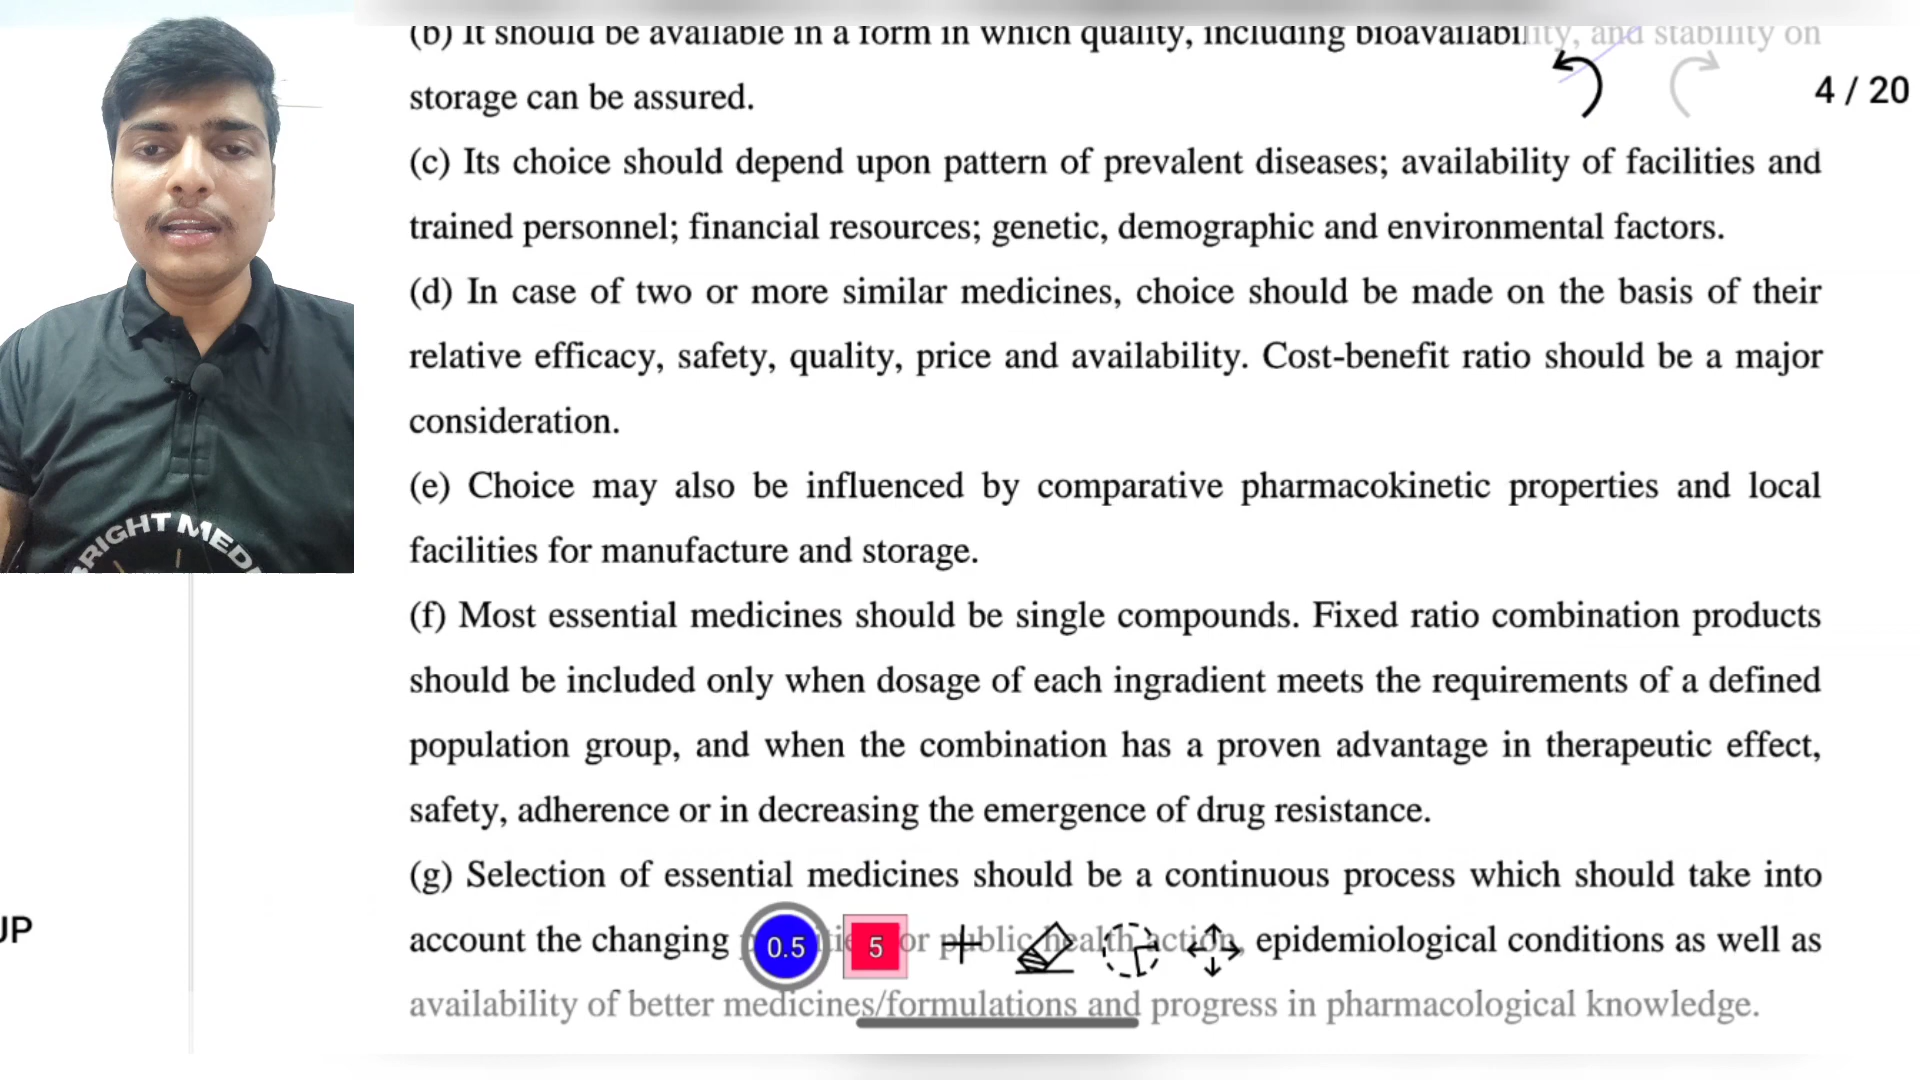 (b) It should be available in a form in which quality, including bioavailability, and stability on
storage can be assured.
4 / 20
(c) Its choice should depend upon pattern of prevalent diseases; availability of facilities and
trained personnel; financial resources; genetic, demographic and environmental factors.
(d) In case of two or more similar medicines, choice should be made on the basis of their
relative efficacy, safety, quality, price and availability. Cost-benefit ratio should be a major
consideration.
(e) Choice may also be influenced by comparative pharmacokinetic properties and local
facilities for manufacture and storage.
(f) Most essential medicines should be single compounds. Fixed ratio combination products
should be included only when dosage of each ingradient meets the requirements of a defined
population group, and when the combination has a proven advantage in therapeutic effect,
safety, adherence or in decreasing the emergence of drug resistance.
(g) Selection of essential medicines should be a continuous process which should take into
account the changing for public health action, epidemiological conditions as well as
availability of better medicines/formulations and progress in pharmacological knowledge.
0.5
5
BRIGHT MEDI
UP